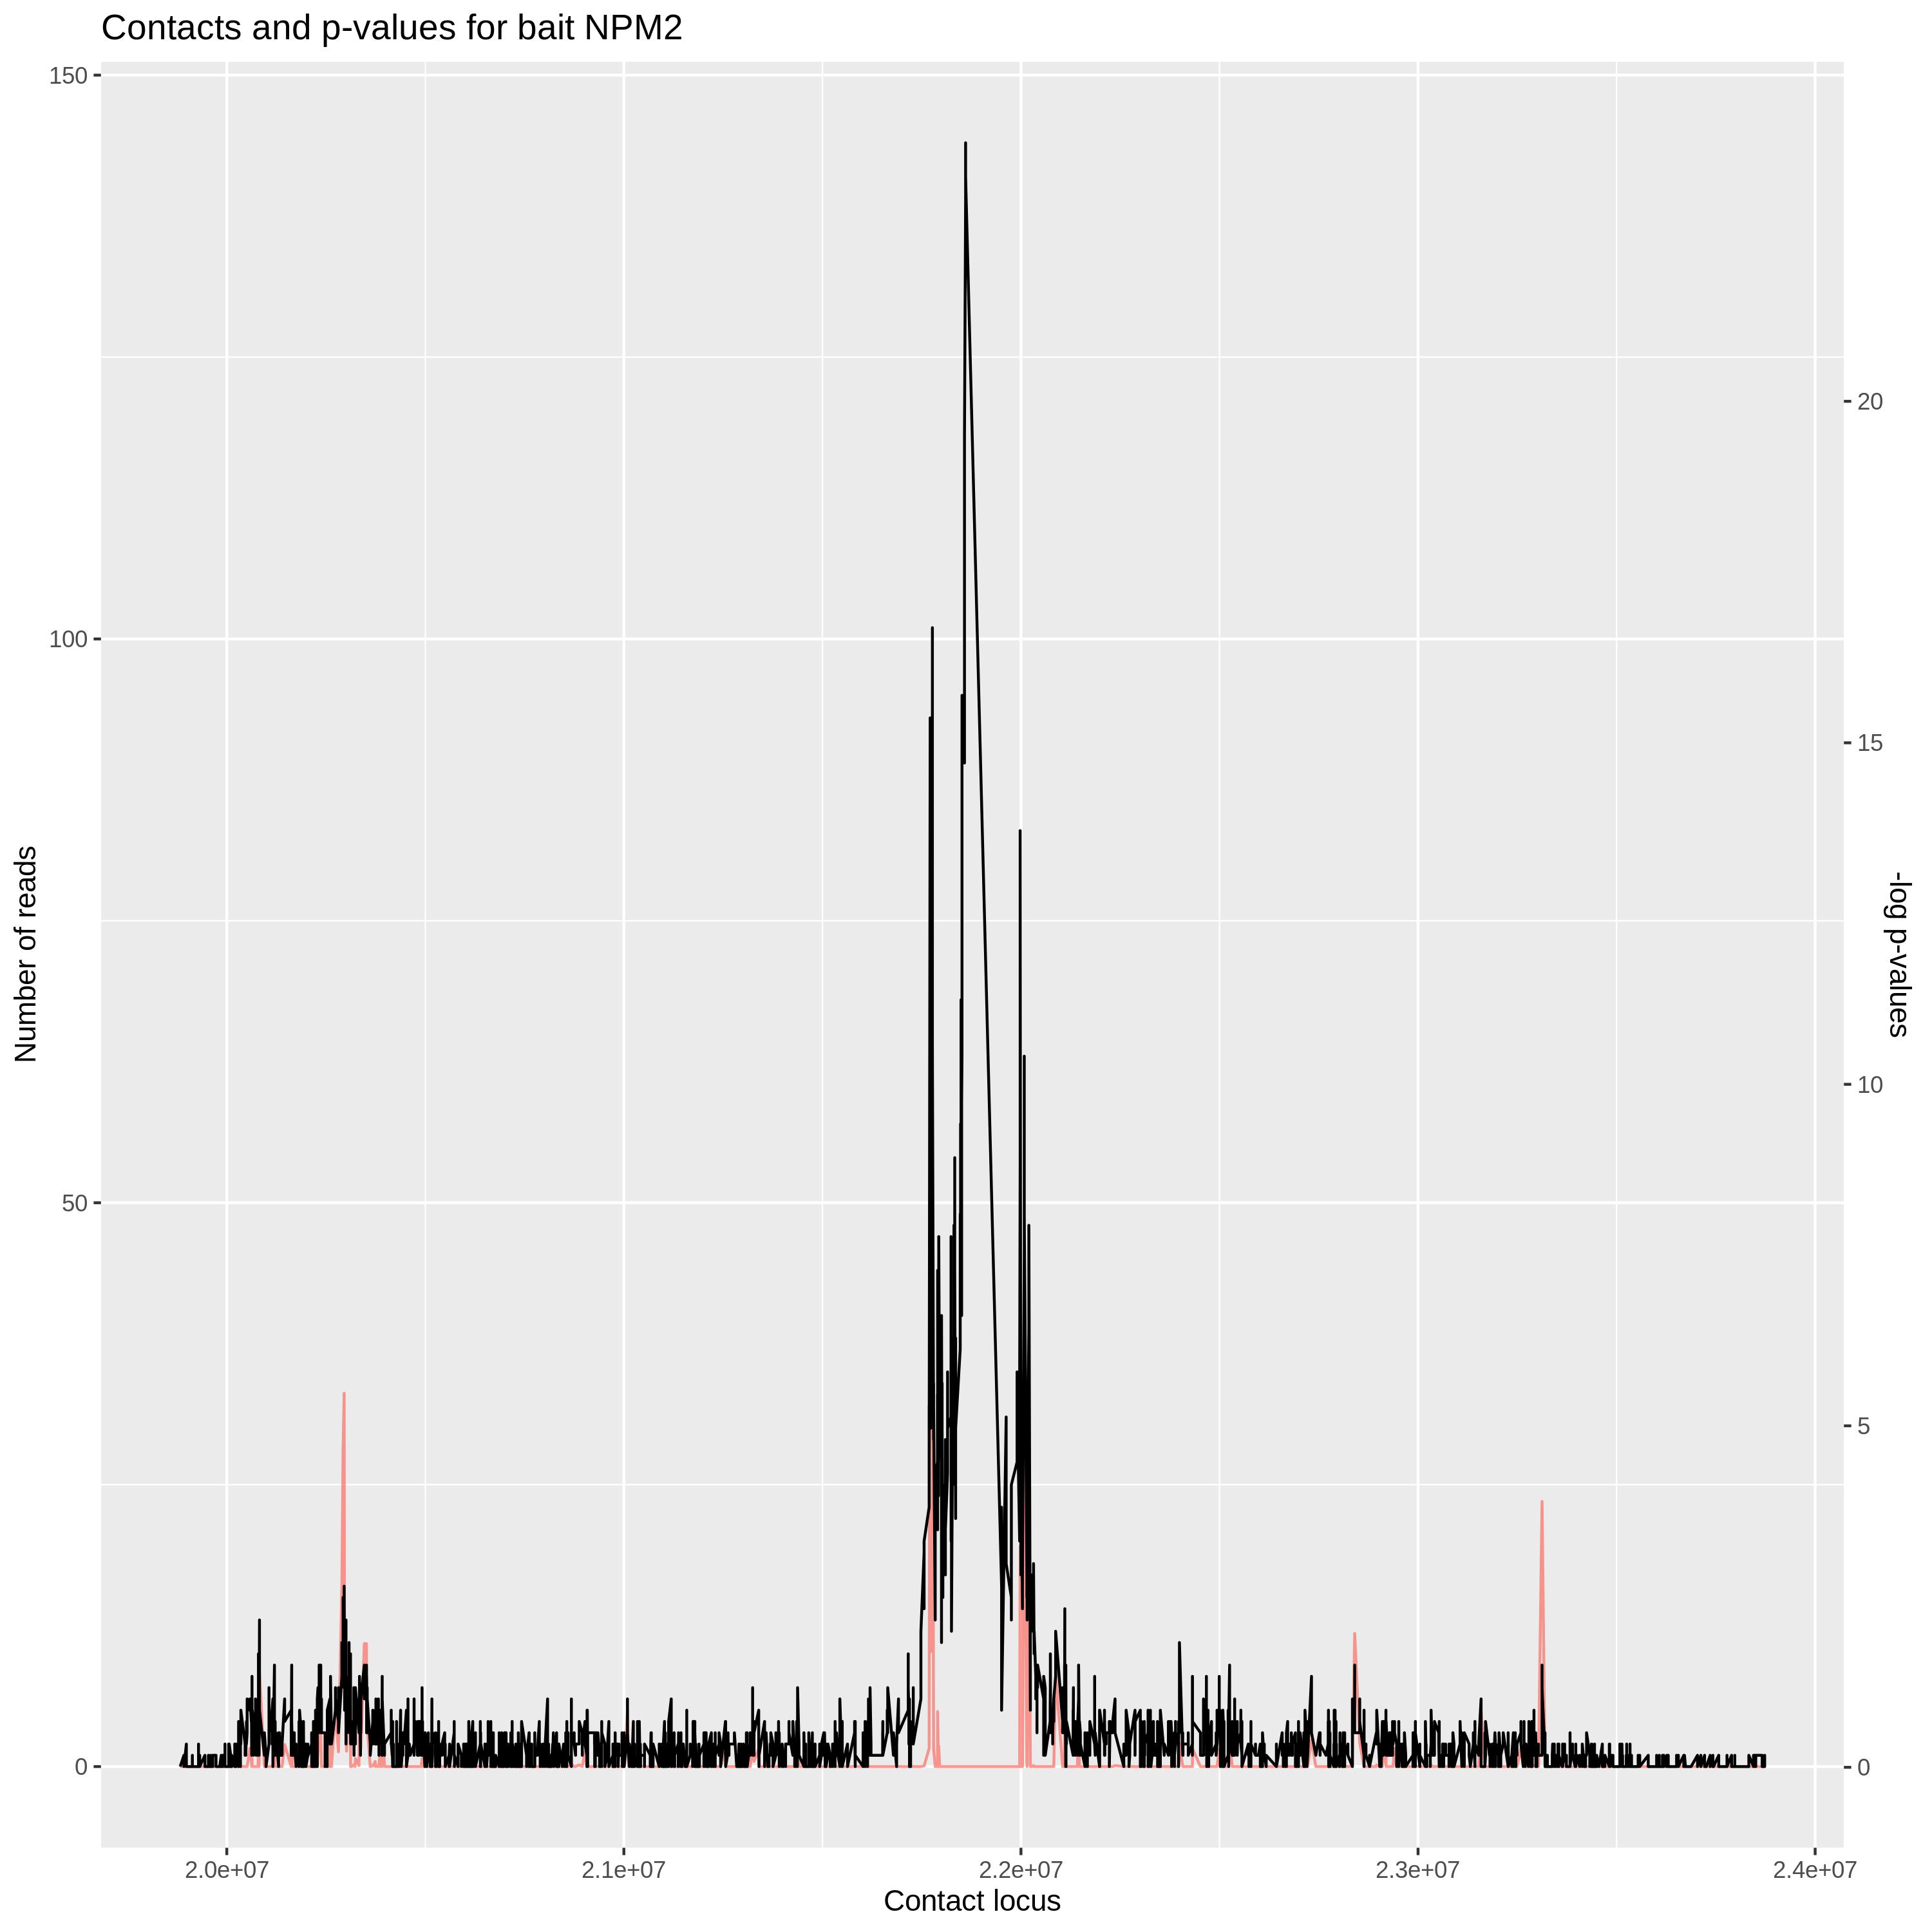 Contacts and p-values for bait NPM2
150
100
50
0
Number of reads
20
15
10
5
0
-log p-values
2.0e+07
2.1e+07
2.2e+07
2.3e+07
2.4e+07
Contact locus